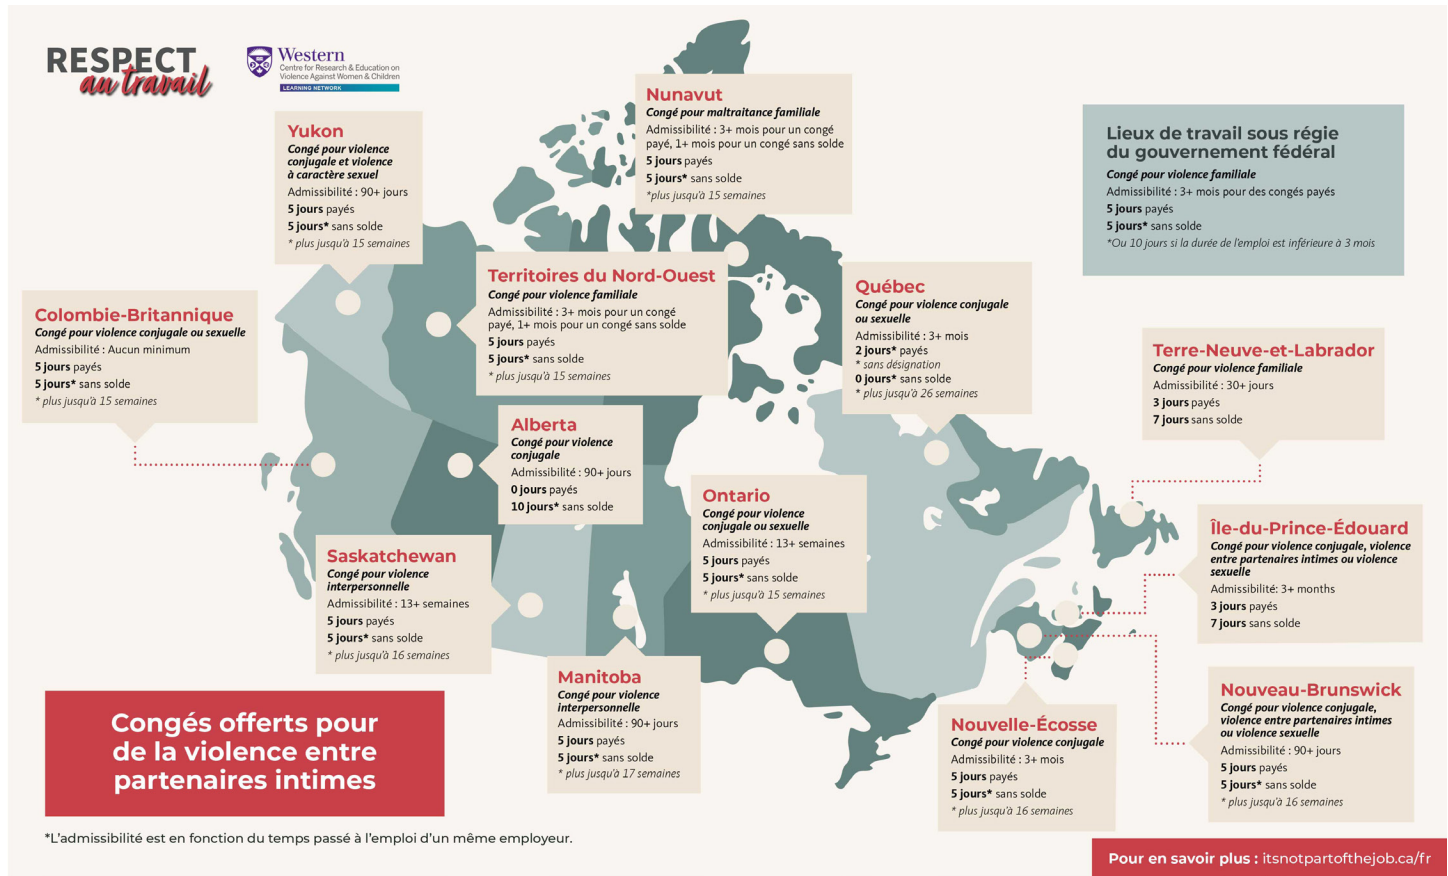 RESPECT
au travail
Western
Centre for Research & Education on
Violence Against Women & Children
LEARNING NETWORK
Yukon
Congé pour violence
conjugale et violence
à caractère sexuel
Admissibilité : 90+ jours
5 jours payés
5 jours* sans solde
* plus jusqu'à 15 semaines
Nunavut
Congé pour maltraitance familiale
Admissibilité : 3+ mois pour un congé
payé, 1+ mois pour un congé sans solde
5 jours payés
5 jours* sans solde
*plus jusqu'à 15 semaines
Lieux de travail sous régie
du gouvernement fédéral
Congé pour violence familiale
Admissibilité : 3+ mois pour des congés payés
5 jours payés
5 jours* sans solde
*Ou 10 jours si la durée de l'emploi est inférieure à 3 mois
Colombie-Britannique
Congé pour violence conjugale ou sexuelle
Admissibilité : Aucun minimum
5 jours payés
5 jours* sans solde
* plus jusqu'à 15 semaines
Territoires du Nord-Ouest
Congé pour violence familiale
Admissibilité : 3+ mois pour un congé
payé, 1+ mois pour un congé sans solde
5 jours payés
5 jours* sans solde
* plus jusqu'à 15 semaines
Québec
Congé pour violence conjugale
ou sexuelle
Admissibilité : 3+ mois
2 jours* payés
* sans désignation
0 jours* sans solde
* plus jusqu'à 26 semaines
Terre-Neuve-et-Labrador
Congé pour violence familiale
Admissibilité : 30+ jours
3 jours payés
7 jours sans solde
Alberta
Congé pour violence
conjugale
Admissibilité : 90+ jours
0 jours payés
10 jours* sans solde
Ontario
Congé pour violence
conjugale ou sexuelle
Admissibilité : 13+ semaines
5 jours payés
5 jours* sans solde
* plus jusqu'à 15 semaines
Île-du-Prince-Édouard
Congé pour violence conjugale, violence
entre partenaires intimes ou violence
sexuelle
Admissibilité: 3+ months
3 jours payés
7 jours sans solde
Saskatchewan
Congé pour violence
interpersonnelle
Admissibilité : 13+ semaines
5 jours payés
5 jours* sans solde
* plus jusqu'à 16 semaines
Manitoba
Congé pour violence
interpersonnelle
Admissibilité : 90+ jours
5 jours payés
5 jours* sans solde
* plus jusqu'à 17 semaines
Nouvelle-Écosse
Congé pour violence conjugale
Admissibilité : 3+ mois
5 jours payés
5 jours* sans solde
* plus jusqu'à 16 semaines
Nouveau-Brunswick
Congé pour violence conjugale,
violence entre partenaires intimes
ou violence sexuelle
Admissibilité : 90+ jours
5 jours payés
5 jours* sans solde
* plus jusqu'à 16 semaines
Congés offerts pour
de la violence entre
partenaires intimes
*L'admissibilité est en fonction du temps passé à l'emploi d'un même employeur.
Pour en savoir plus : itsnotpartofthejob.ca/fr